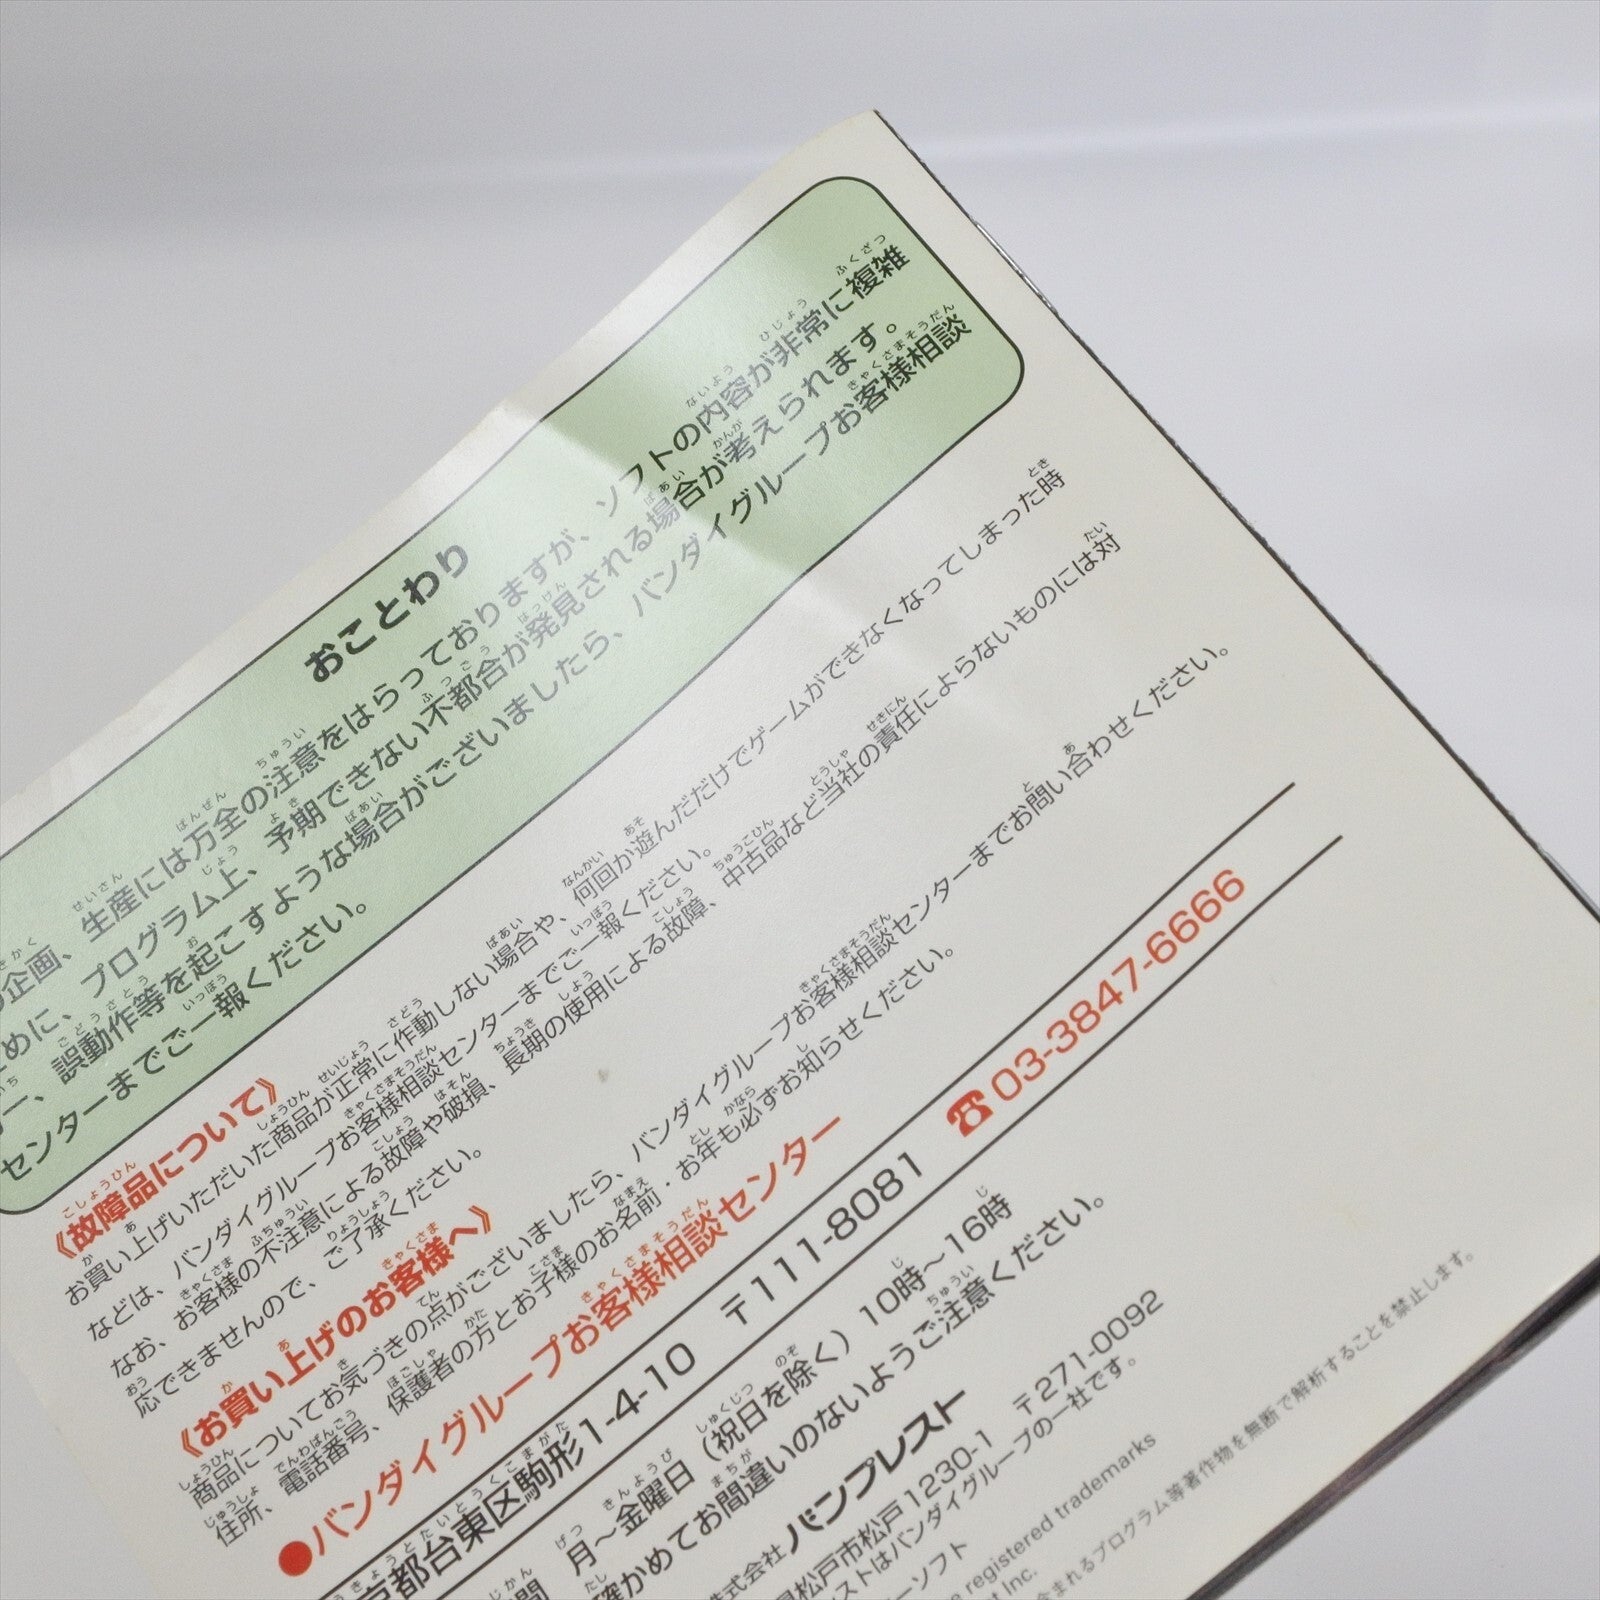 おことわり
企画、生産には万全の注意をはらっておりますが、ソフトの内容が非常に複雑
めに、プログラム上、予期できない不都合が発見される場合が考えられます。
一、誤動作等を起こすような場合がございましたら、バンダイグループお客様相談
センターまでご一報ください。
《故障品について》
お買い上げいただいた商品が正常に作動しない場合や、何回か遊んだだけでゲームができなくなってしまった時
などは、バンダイグループお客様相談センターまでご一報ください。
なお、お客様の不注意による故障や破損、長期の使用による故障、中古品など当社の責任によらないものには対
応できませんので、ご了承ください。
《お買い上げのお客様へ》
商品についてお気づきの点がございましたら、バンダイグループお客様相談センターまでお問い合わせください。
住所、電話番号、保護者の方とお子様のお名前・お年も必ずお知らせください。
●バンダイグループお客様相談センター
京都台東区駒形1-4-10 〒111-8081 ☎03-3847-6666
間 月～金曜日（祝日を除く）10時～16時
確かめてお間違いのないようご注意ください。
株式会社バンプレスト
松戸市松戸1230-1 〒271-0092
ストはバンダイグループの一社です。
ーソフト
registered trademarks
Inc.
含まれるプログラム等著作物を無断で解析することを禁止します。